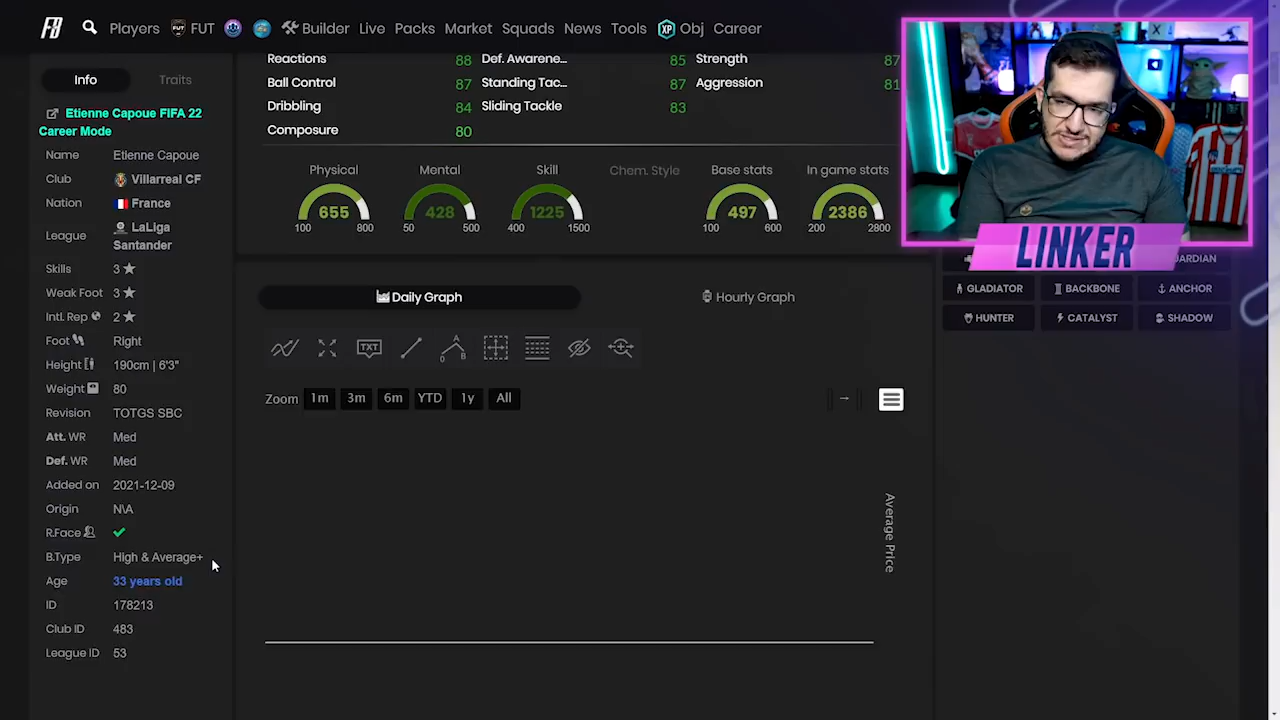 F8 Players FUT Builder Live Packs Market Squads News Tools XP Obj Career
FUT
Info Traits
Etienne Capoue FIFA 22
Career Mode
Name Etienne Capoue
Club Villarreal CF
Nation France
League LaLiga
Santander
Skills 3
Weak Foot 3
Intl. Rep 2
Foot Right
Height 190cm | 6'3"
Weight 80
Revision TOTGS SBC
Att. WR Med
Def. WR Med
Added on 2021-12-09
Origin N\A
R.Face
B.Type High & Average+
Age 33 years old
ID 178213
Club ID 483
League ID 53
Reactions 88 Def. Awarene... 85 Strength 87
Ball Control 87 Standing Tac... 87 Aggression 81
Dribbling 84 Sliding Tackle 83
Composure 80
Physical Mental Skill Chem. Style Base stats In game stats
655 428 1225 497 2386
100 800 50 500 400 1500 100 600 200 2800
Daily Graph Hourly Graph
TXT
0 A B
Zoom 1m 3m 6m YTD 1y All →
Average Price
LINKER
GLADIATOR BACKBONE ANCHOR
HUNTER CATALYST SHADOW